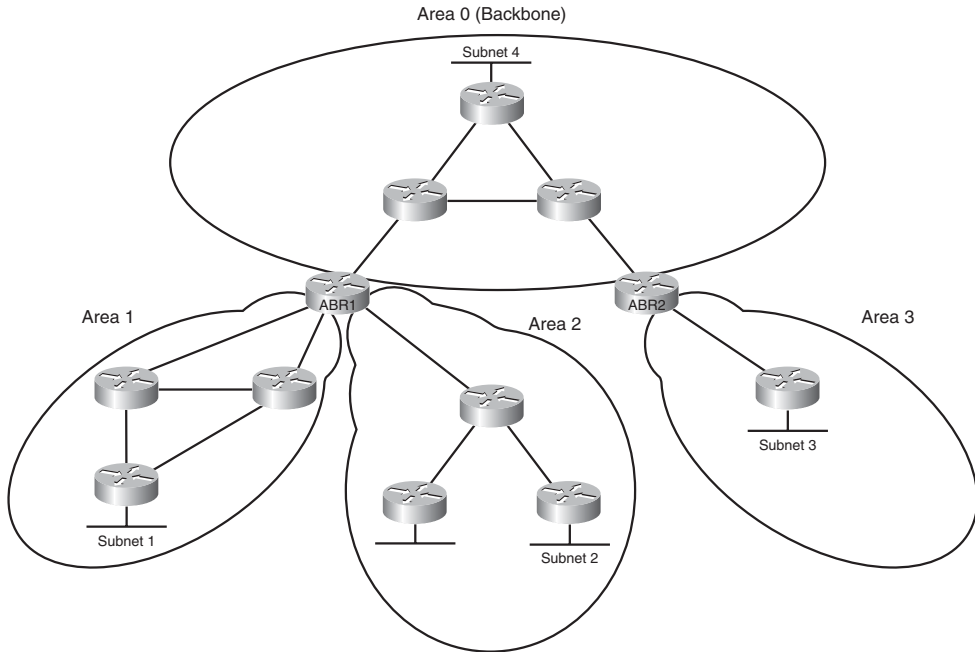 Area 0 (Backbone)
Subnet 4
ABR1
ABR2
Area 1
Area 2
Area 3
Subnet 3
Subnet 1
Subnet 2